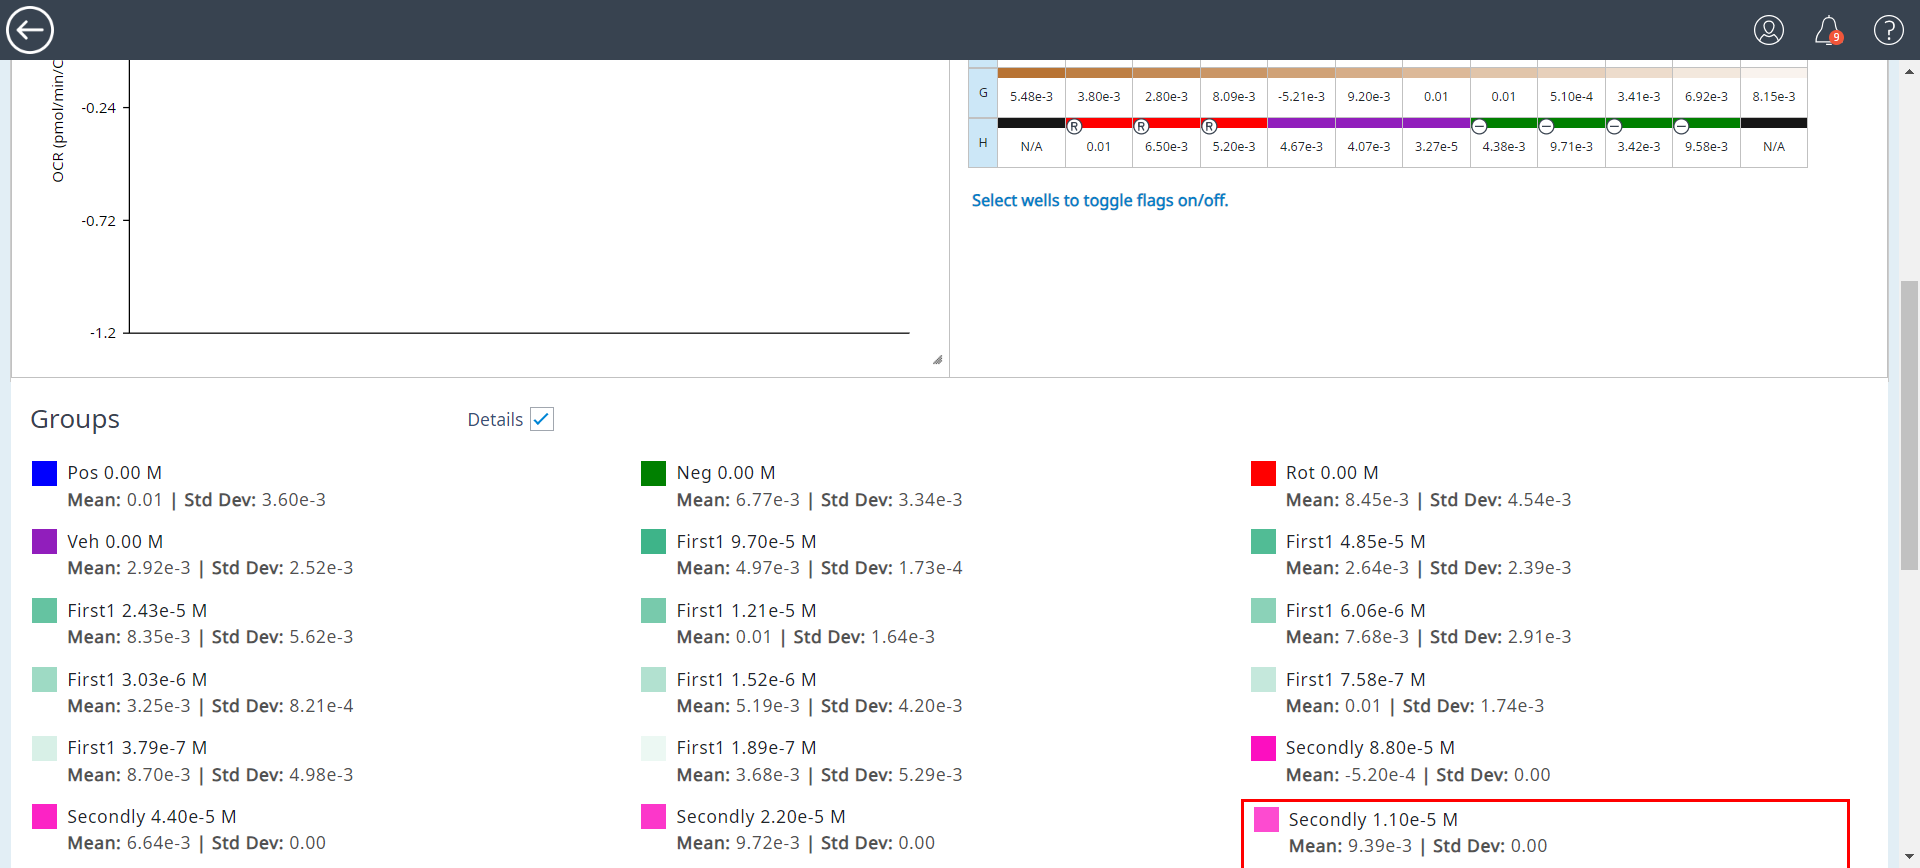 9
?
OCR (pmol/min/C
-0.24
-0.72
-1.2
G 5.48e-3 3.80e-3 2.80e-3 8.09e-3 -5.21e-3 9.20e-3 0.01 0.01 5.10e-4 3.41e-3 6.92e-3 8.15e-3
R R R
H N/A 0.01 6.50e-3 5.20e-3 4.67e-3 4.07e-3 3.27e-5 4.38e-3 9.71e-3 3.42e-3 9.58e-3 N/A
Select wells to toggle flags on/off.
Groups Details
Pos 0.00 M Neg 0.00 M Rot 0.00 M
Mean: 0.01 | Std Dev: 3.60e-3 Mean: 6.77e-3 | Std Dev: 3.34e-3 Mean: 8.45e-3 | Std Dev: 4.54e-3
Veh 0.00 M First1 9.70e-5 M First1 4.85e-5 M
Mean: 2.92e-3 | Std Dev: 2.52e-3 Mean: 4.97e-3 | Std Dev: 1.73e-4 Mean: 2.64e-3 | Std Dev: 2.39e-3
First1 2.43e-5 M First1 1.21e-5 M First1 6.06e-6 M
Mean: 8.35e-3 | Std Dev: 5.62e-3 Mean: 0.01 | Std Dev: 1.64e-3 Mean: 7.68e-3 | Std Dev: 2.91e-3
First1 3.03e-6 M First1 1.52e-6 M First1 7.58e-7 M
Mean: 3.25e-3 | Std Dev: 8.21e-4 Mean: 5.19e-3 | Std Dev: 4.20e-3 Mean: 0.01 | Std Dev: 1.74e-3
First1 3.79e-7 M First1 1.89e-7 M Secondly 8.80e-5 M
Mean: 8.70e-3 | Std Dev: 4.98e-3 Mean: 3.68e-3 | Std Dev: 5.29e-3 Mean: -5.20e-4 | Std Dev: 0.00
Secondly 4.40e-5 M Secondly 2.20e-5 M Secondly 1.10e-5 M
Mean: 6.64e-3 | Std Dev: 0.00 Mean: 9.72e-3 | Std Dev: 0.00 Mean: 9.39e-3 | Std Dev: 0.00